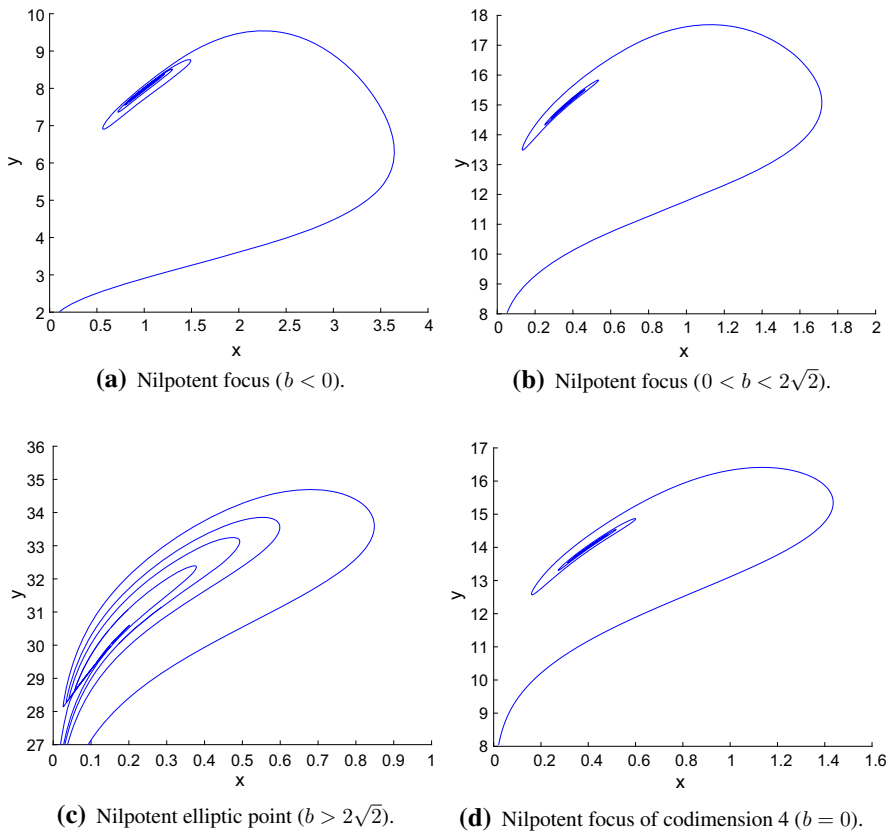 10
9
8
7
6
5
4
3
2
y
0 0.5 1 1.5 2 2.5 3 3.5 4
x
(a) Nilpotent focus (b < 0).
18
17
16
15
14
13
12
11
10
9
8
y
0 0.2 0.4 0.6 0.8 1 1.2 1.4 1.6 1.8 2
x
(b) Nilpotent focus (0 < b < 2√2).
36
35
34
33
32
31
30
29
28
27
y
0 0.1 0.2 0.3 0.4 0.5 0.6 0.7 0.8 0.9 1
x
(c) Nilpotent elliptic point (b > 2√2).
17
16
15
14
13
12
11
10
9
8
y
0 0.2 0.4 0.6 0.8 1 1.2 1.4 1.6
x
(d) Nilpotent focus of codimension 4 (b = 0).